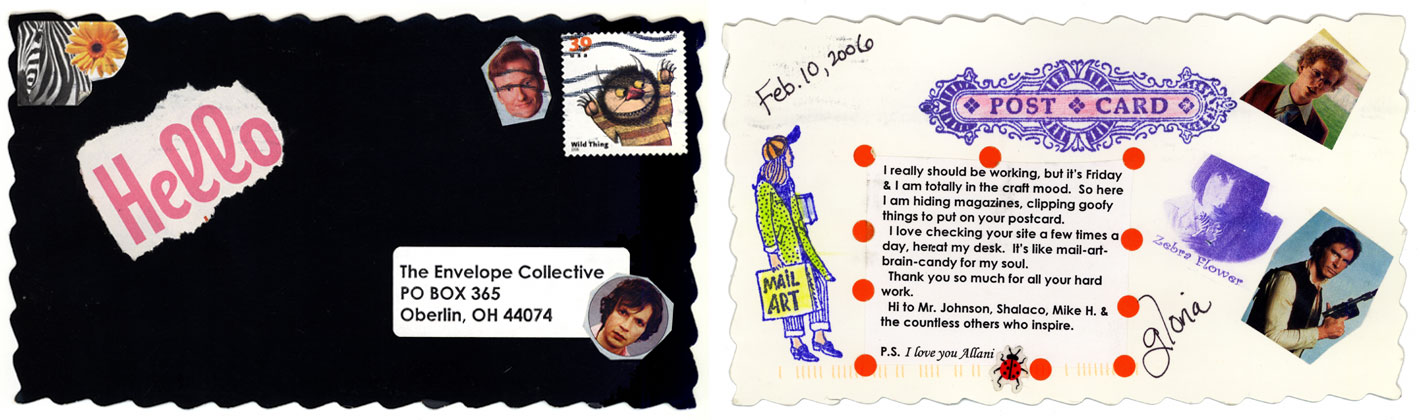 Hello
39
USA
Wild Thing
2006
The Envelope Collective
PO BOX 365
Oberlin, OH 44074
Feb. 10, 2006
POST CARD
I really should be working, but it's Friday
& I am totally in the craft mood.  So here
I am hiding magazines, clipping goofy
things to put on your postcard.
I love checking your site a few times a
day, here at my desk.  It's like mail-art-
brain-candy for my soul.
Thank you so much for all your hard
work.
Hi to Mr. Johnson, Shalaco, Mike H. &
the countless others who inspire.
P.S. I love you Allani
MAIL
ART
Zebra Flower
gloria